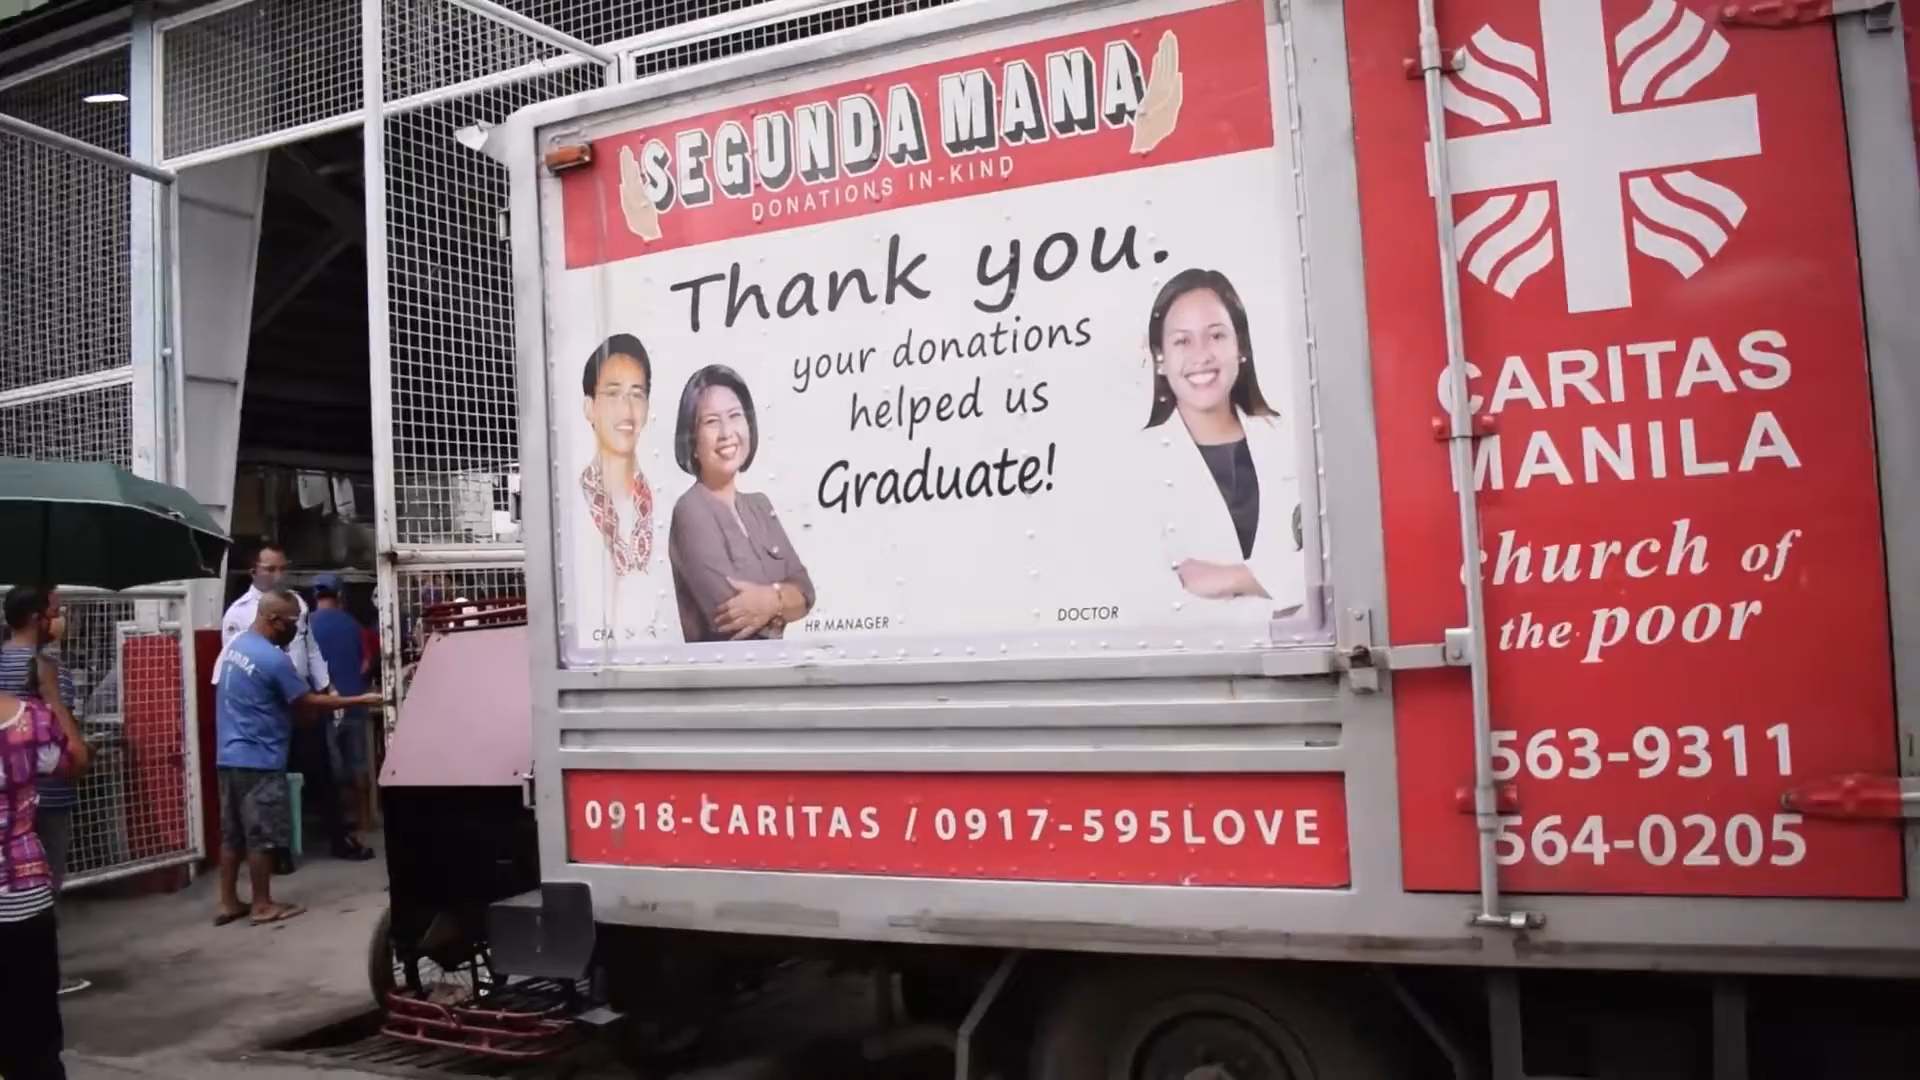 SEGUNDA MANA
DONATIONS IN-KIND
Thank you.
your donations
helped us
Graduate!
CPA
HR MANAGER
DOCTOR
0918-CARITAS / 0917-595LOVE
CARITAS
MANILA
church of
the poor
563-9311
564-0205